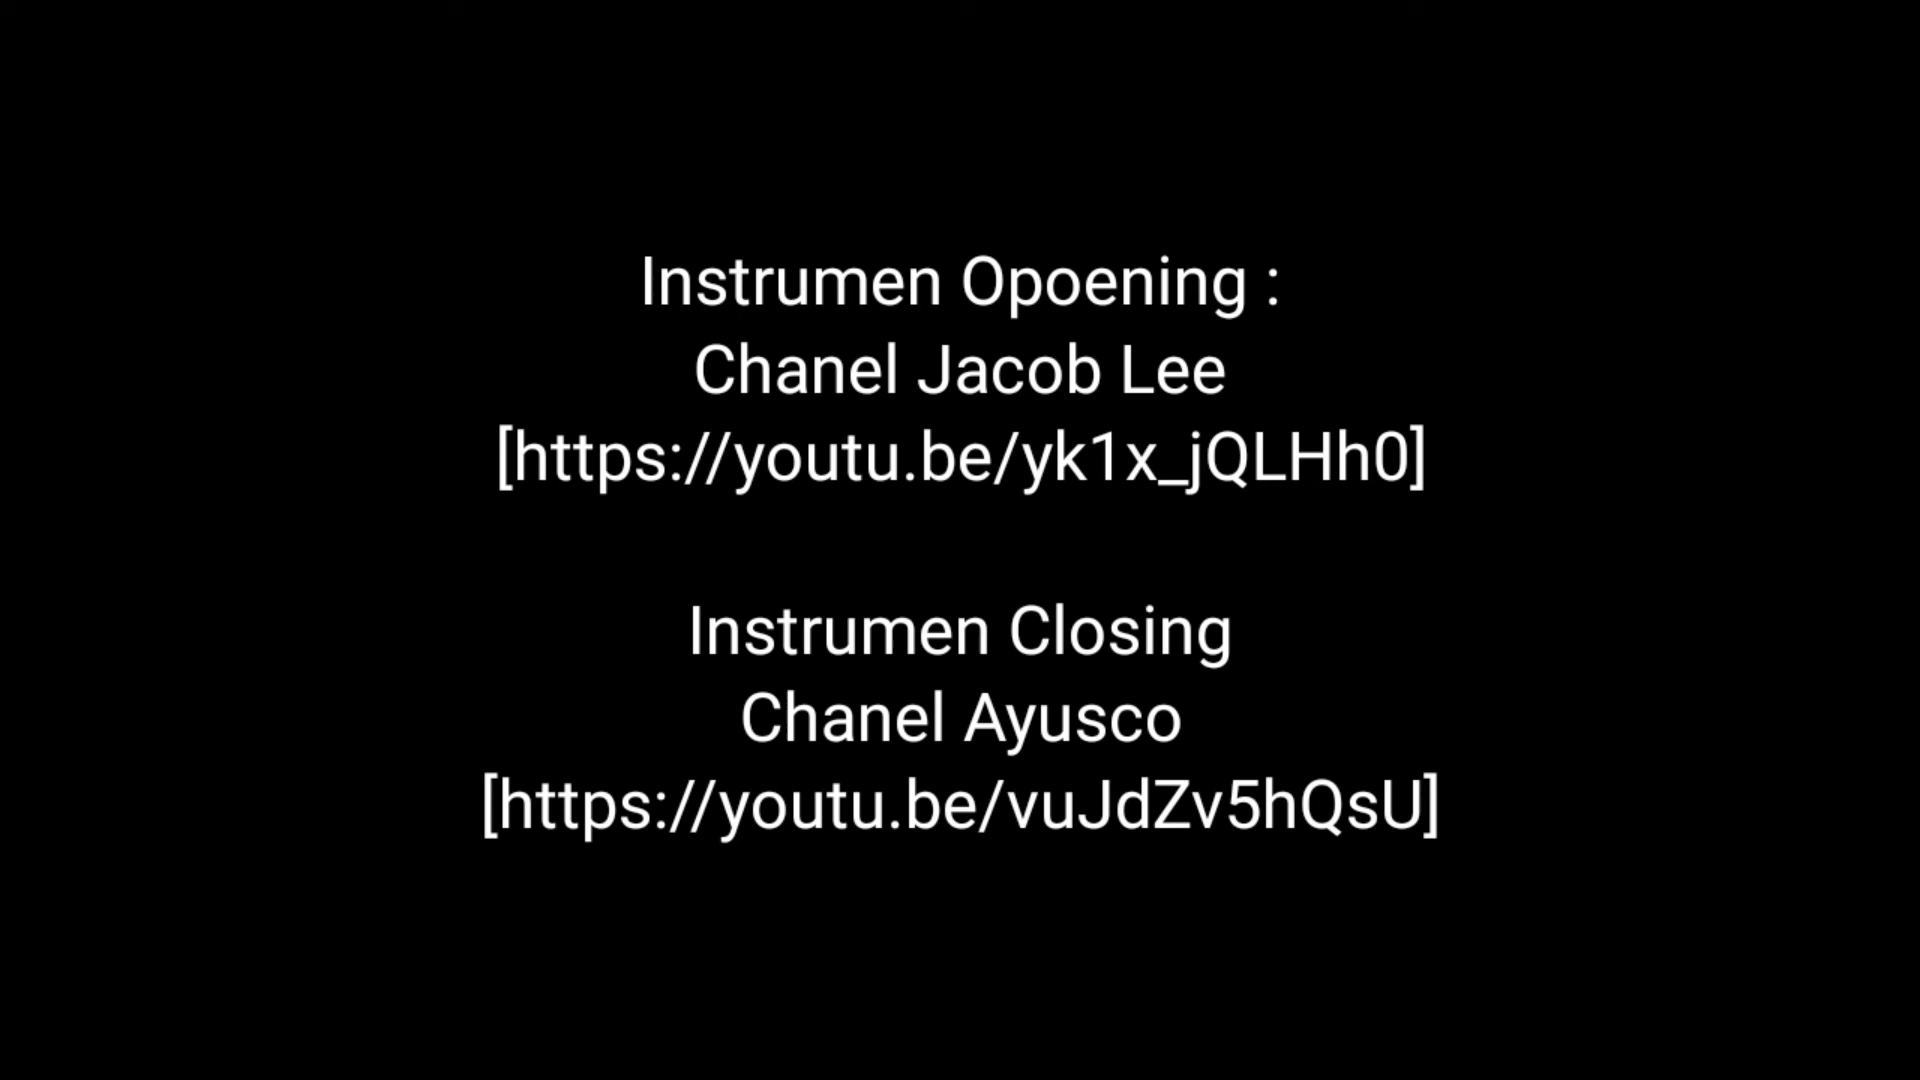 Instrumen Opoening :
Chanel Jacob Lee
[https://youtu.be/yk1x_jQLHh0]
Instrumen Closing
Chanel Ayusco
[https://youtu.be/vuJdZv5hQsU]